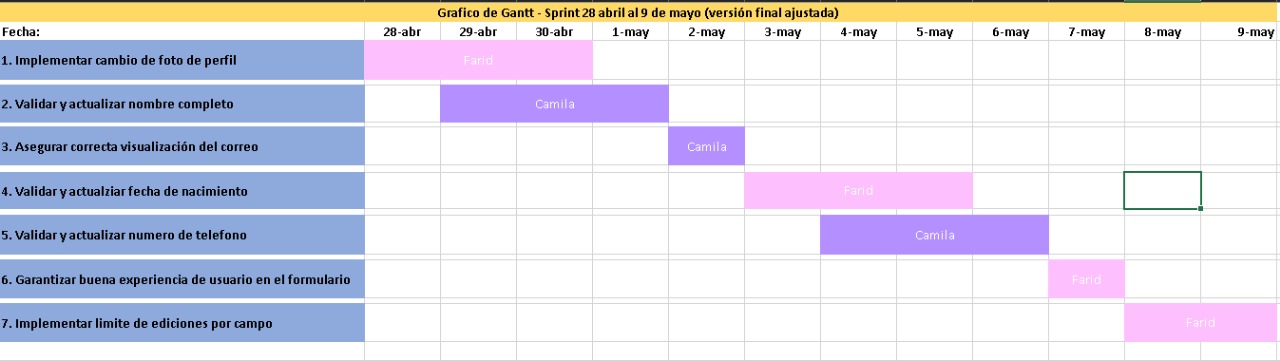 Grafico de Gantt - Sprint 28 abril al 9 de mayo (versión final ajustada)
Fecha: 28-abr 29-abr 30-abr 1-may 2-may 3-may 4-may 5-may 6-may 7-may 8-may 9-may
1. Implementar cambio de foto de perfil Farid
2. Validar y actualizar nombre completo Camila
3. Asegurar correcta visualización del correo Camila
4. Validar y actualziar fecha de nacimiento Farid
5. Validar y actualizar numero de telefono Camila
6. Garantizar buena experiencia de usuario en el formulario Farid
7. Implementar limite de ediciones por campo Farid